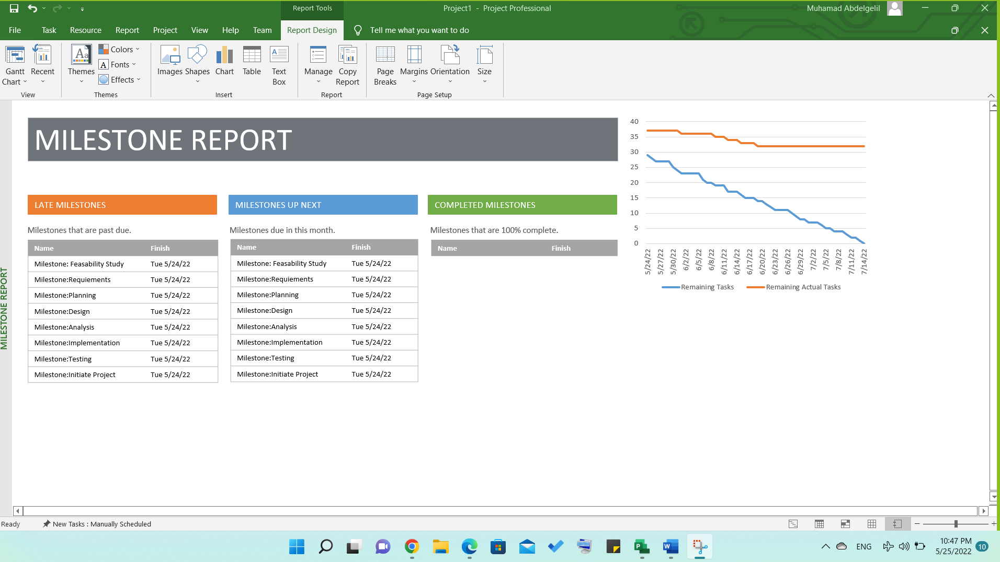 Report Tools
Project1 - Project Professional
Muhamad Abdelgelil
File Task Resource Report Project View Help Team Report Design Tell me what you want to do
Gantt Chart
Recent
View
Themes
Colors
Fonts
Effects
Themes
Images
Shapes
Chart
Table
Text Box
Insert
Manage
Copy Report
Report
Page Breaks
Margins
Orientation
Size
Page Setup
MILESTONE REPORT
MILESTONE REPORT
LATE MILESTONES
Milestones that are past due.
Name Finish
Milestone: Feasability Study Tue 5/24/22
Milestone:Requiements Tue 5/24/22
Milestone:Planning Tue 5/24/22
Milestone:Design Tue 5/24/22
Milestone:Analysis Tue 5/24/22
Milestone:Implementation Tue 5/24/22
Milestone:Testing Tue 5/24/22
Milestone:Initiate Project Tue 5/24/22
MILESTONES UP NEXT
Milestones due in this month.
Name Finish
Milestone: Feasability Study Tue 5/24/22
Milestone:Requiements Tue 5/24/22
Milestone:Planning Tue 5/24/22
Milestone:Design Tue 5/24/22
Milestone:Analysis Tue 5/24/22
Milestone:Implementation Tue 5/24/22
Milestone:Testing Tue 5/24/22
Milestone:Initiate Project Tue 5/24/22
COMPLETED MILESTONES
Milestones that are 100% complete.
Name Finish
40
35
30
25
20
15
10
5
0
5/24/22 5/27/22 5/30/22 6/2/22 6/5/22 6/8/22 6/11/22 6/14/22 6/17/22 6/20/22 6/23/22 6/26/22 6/29/22 7/2/22 7/5/22 7/8/22 7/11/22 7/14/22
Remaining Tasks Remaining Actual Tasks
Ready New Tasks : Manually Scheduled
ENG
10:47 PM
5/25/2022
10